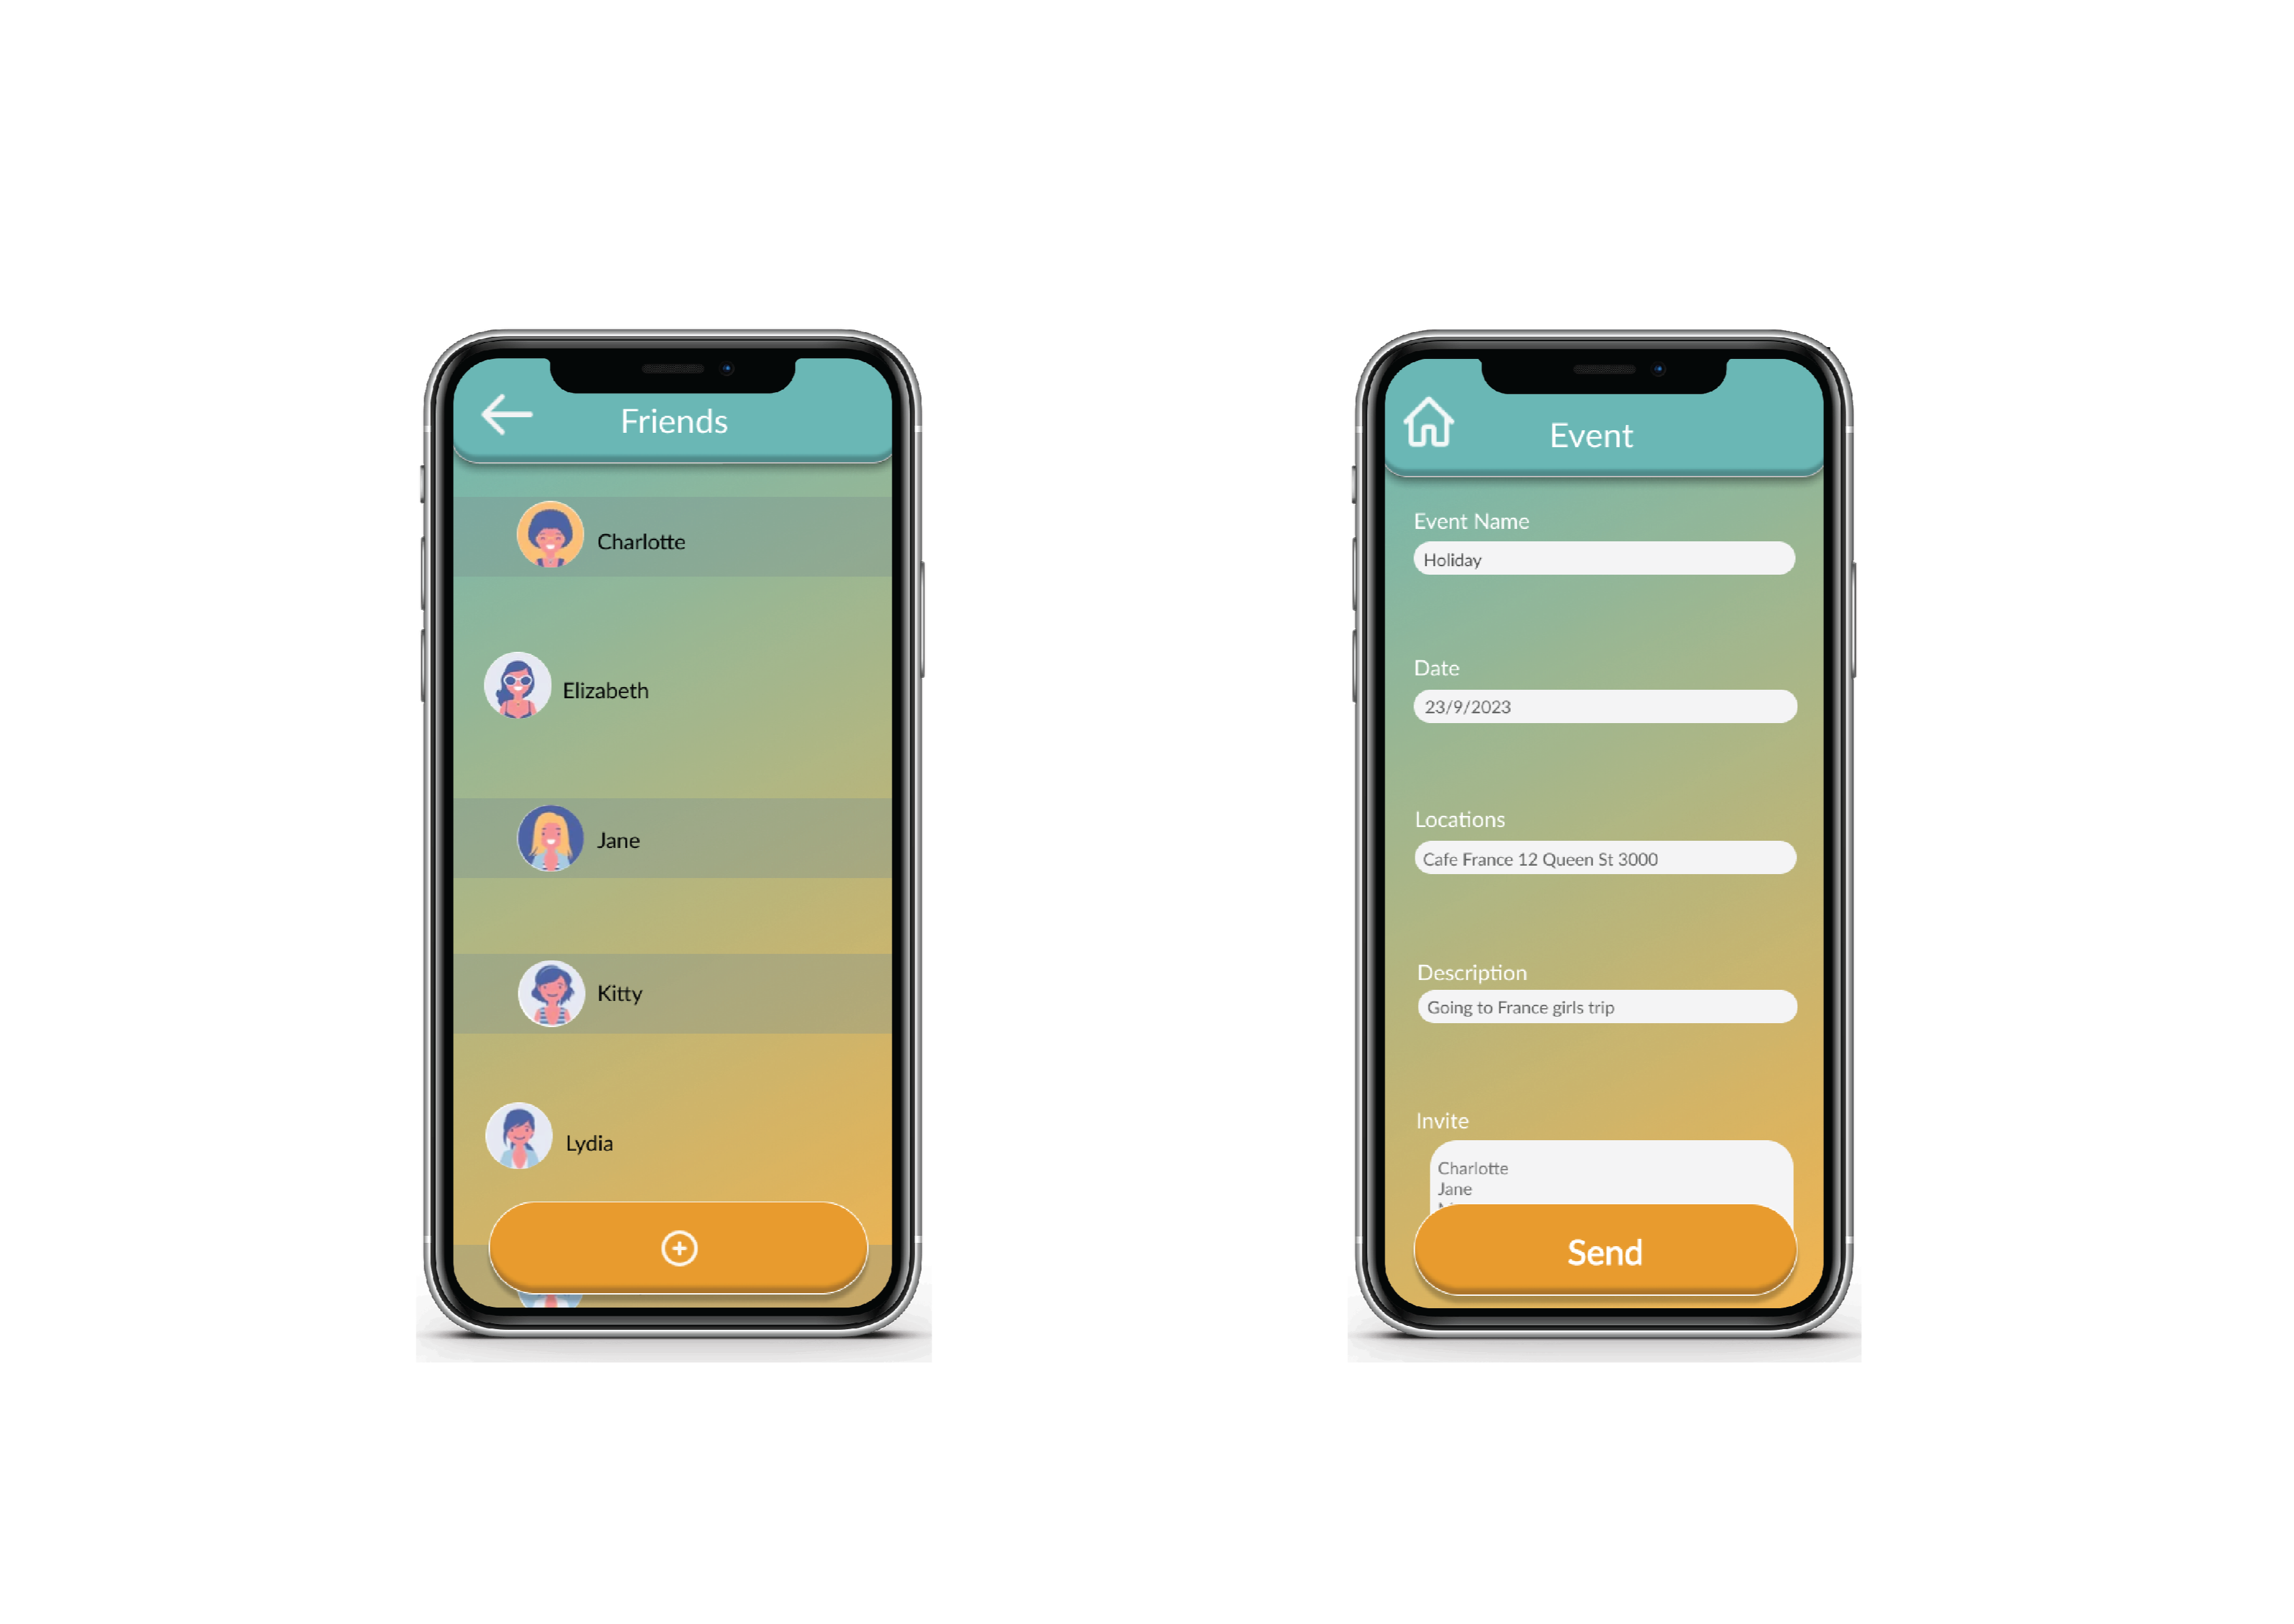 Friends
Charlotte
Elizabeth
Jane
Kitty
Lydia
Event
Event Name
Holiday
Date
23/9/2023
Locations
Cafe France 12 Queen St 3000
Description
Going to France girls trip
Invite
Charlotte
Jane
Send